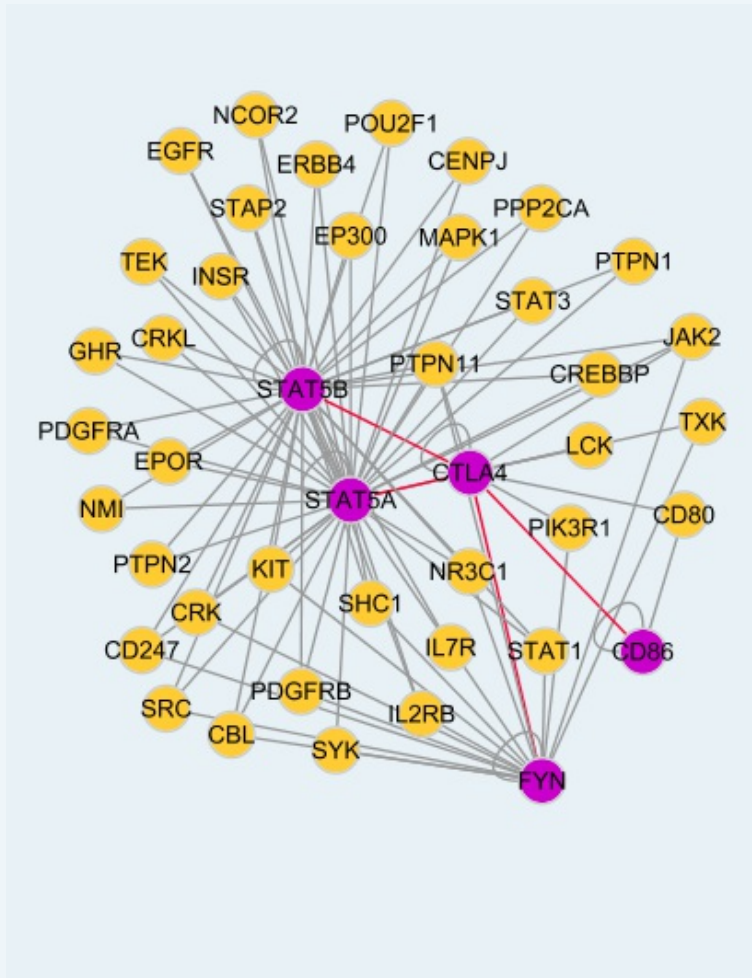 NCOR2
POU2F1
EGFR
ERBB4
CENPJ
STAP2
PPP2CA
EP300
MAPK1
TEK
INSR
PTPN1
STAT3
CRKL
GHR
JAK2
PTPN11
CREBBP
STAT5B
TXK
PDGFRA
LCK
EPOR
CTLA4
STAT5A
NMI
CD80
PIK3R1
PTPN2
KIT
NR3C1
SHC1
CRK
CD247
IL7R
STAT1
CD86
PDGFRB
SRC
IL2RB
CBL
SYK
FYN